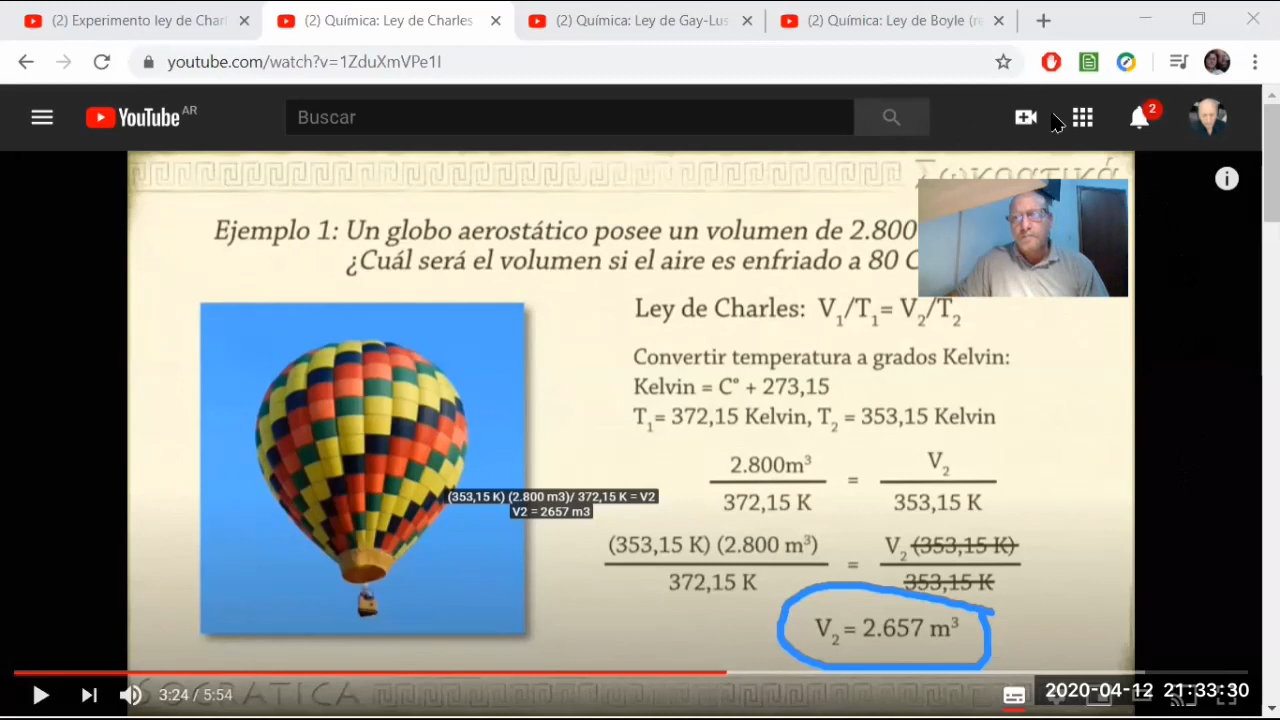 (2) Experimento ley de Char
(2) Química: Ley de Charles
(2) Química: Ley de Gay-Lus
(2) Química: Ley de Boyle (re
youtube.com/watch?v=1ZduXmVPe1I
YouTube AR
Buscar
2
Σωκρατικά
Ejemplo 1: Un globo aerostático posee un volumen de 2.800
¿Cuál será el volumen si el aire es enfriado a 80 C
Ley de Charles: V₁/T₁= V₂/T₂
Convertir temperatura a grados Kelvin:
Kelvin = C° + 273,15
T₁= 372,15 Kelvin, T₂ = 353,15 Kelvin
2.800m³ = V₂
372,15 K 353,15 K
(353,15 K) (2.800 m3)/ 372,15 K = V2
V2 = 2657 m3
(353,15 K) (2.800 m³) = V₂ (353,15 K)
372,15 K 353,15 K
V₂ = 2.657 m³
3:24 / 5:54
SOCRATICA
2020-04-12 21:33:30